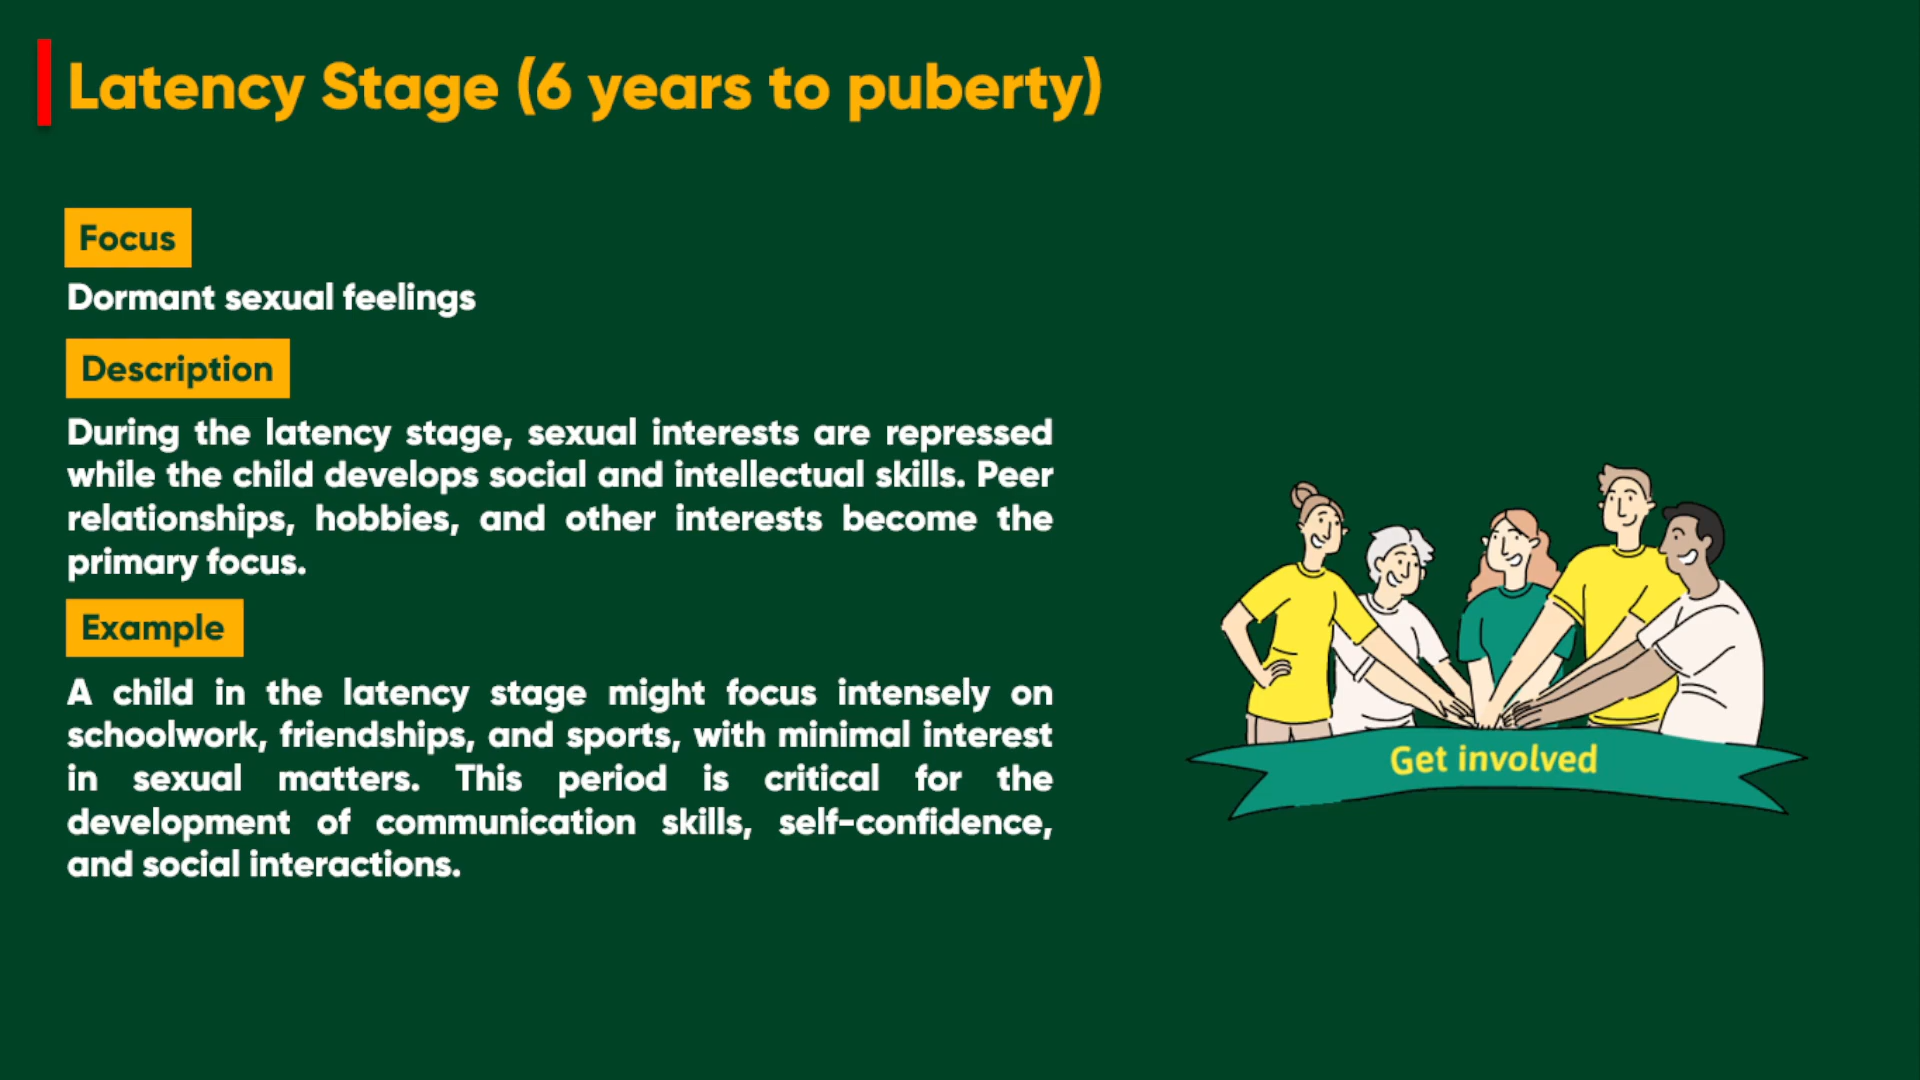 Latency Stage (6 years to puberty)
Focus
Dormant sexual feelings
Description
During the latency stage, sexual interests are repressed
while the child develops social and intellectual skills. Peer
relationships, hobbies, and other interests become the
primary focus.
Example
A child in the latency stage might focus intensely on
schoolwork, friendships, and sports, with minimal interest
in sexual matters. This period is critical for the
development of communication skills, self-confidence,
and social interactions.
Get involved